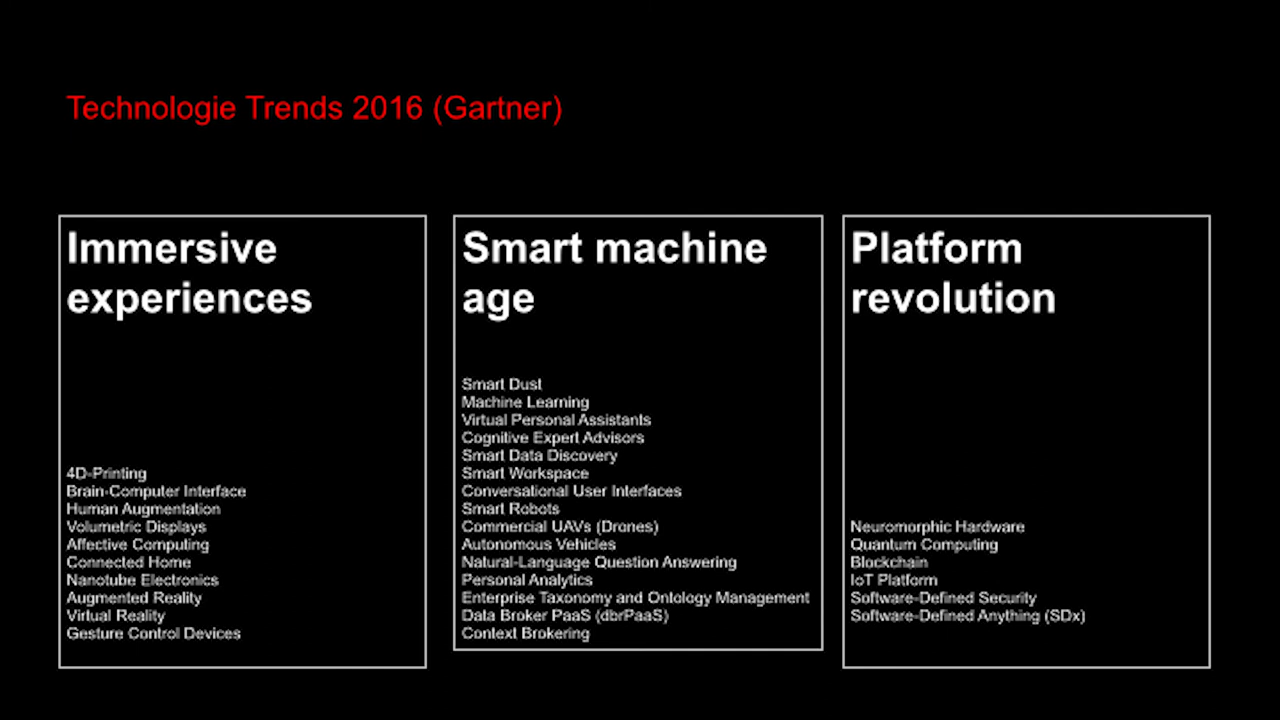 Technologie Trends 2016 (Gartner)
Immersive
experiences
4D-Printing
Brain-Computer Interface
Human Augmentation
Volumetric Displays
Affective Computing
Connected Home
Nanotube Electronics
Augmented Reality
Virtual Reality
Gesture Control Devices
Smart machine
age
Smart Dust
Machine Learning
Virtual Personal Assistants
Cognitive Expert Advisors
Smart Data Discovery
Smart Workspace
Conversational User Interfaces
Smart Robots
Commercial UAVs (Drones)
Autonomous Vehicles
Natural-Language Question Answering
Personal Analytics
Enterprise Taxonomy and Ontology Management
Data Broker PaaS (dbrPaaS)
Context Brokering
Platform
revolution
Neuromorphic Hardware
Quantum Computing
Blockchain
IoT Platform
Software-Defined Security
Software-Defined Anything (SDx)